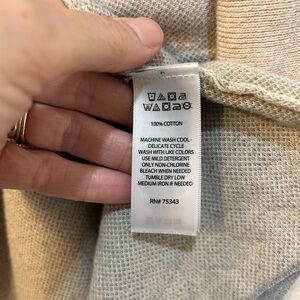 100% COTTON
MACHINE WASH COOL -
DELICATE CYCLE
WASH WITH LIKE COLORS
USE MILD DETERGENT
ONLY NON-CHLORINE
BLEACH WHEN NEEDED
TUMBLE DRY LOW
MEDIUM IRON IF NEEDED
RN# 75343